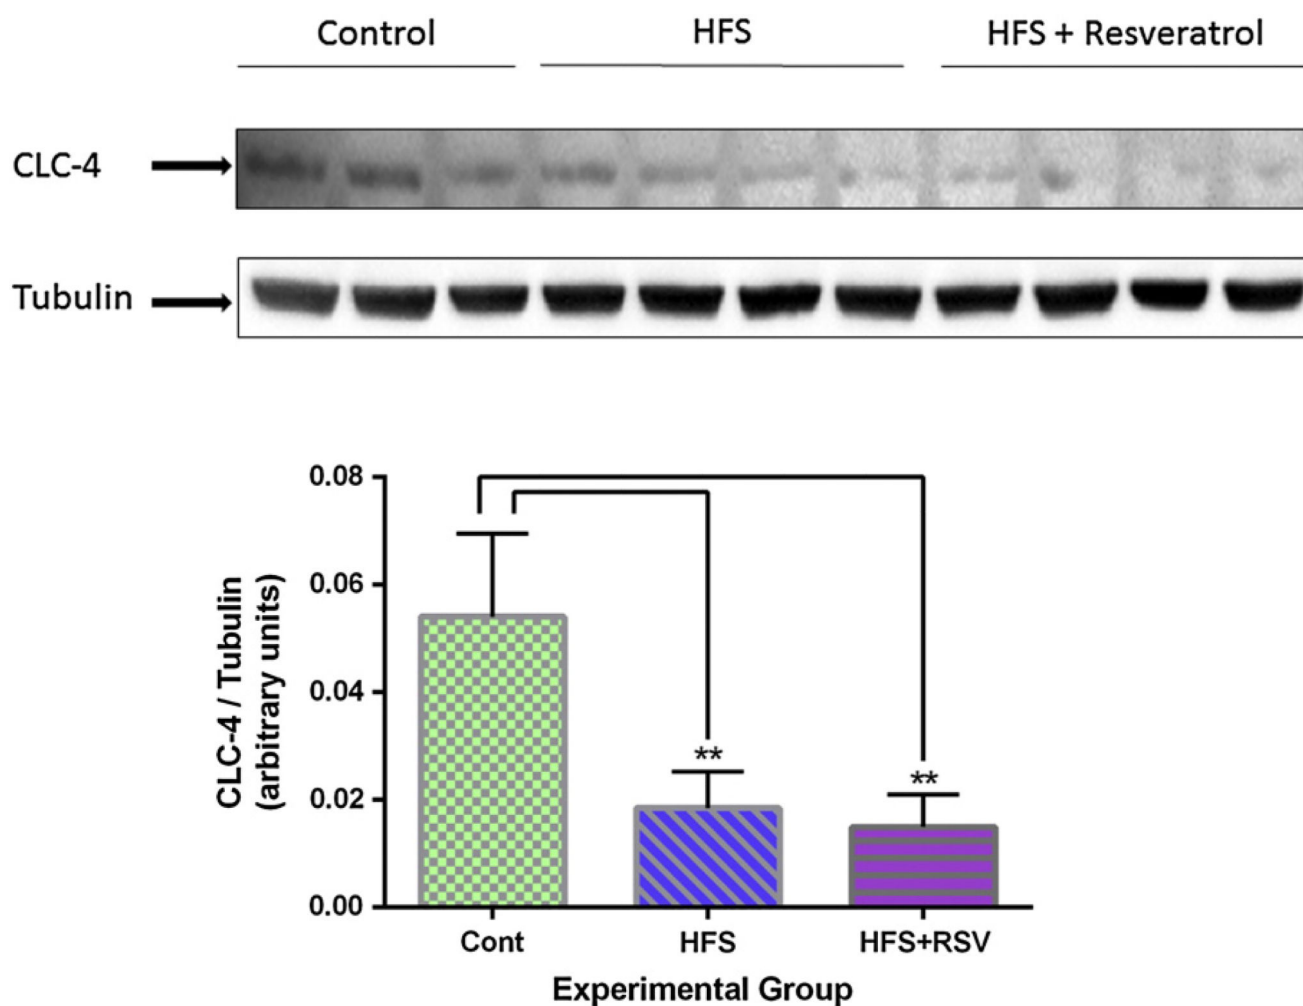 Control HFS HFS + Resveratrol
CLC-4
Tubulin
0.08
0.06
0.04
0.02
0.00
CLC-4 / Tubulin
(arbitrary units)
**
**
Cont HFS HFS+RSV
Experimental Group